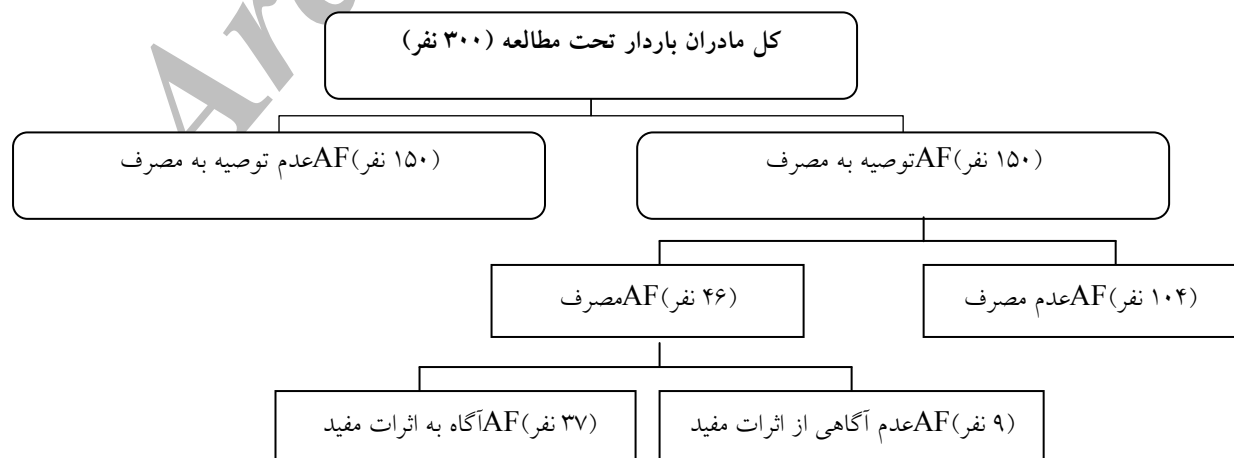 Ar
کل مادران باردار تحت مطالعه (۳۰۰ نفر)
توصیه به مصرف AF(۱۵۰ نفر)
عدم توصیه به مصرف AF(۱۵۰ نفر)
عدم مصرف AF(۱۰۴ نفر)
مصرف AF(۴۶ نفر)
عدم آگاهی از اثرات مفید AF(۹ نفر)
آگاه به اثرات مفید AF(۳۷ نفر)